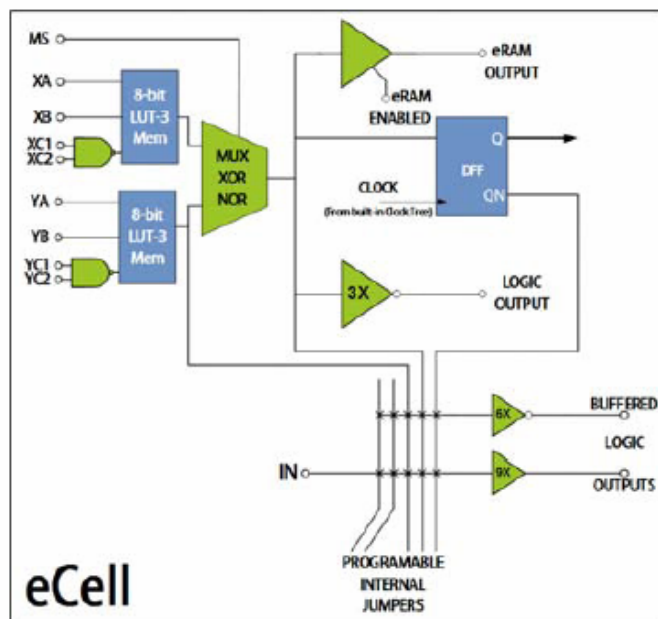 MS
XA
XB
XC1
XC2
8-bit
LUT-3
Mem
YA
YB
YC1
YC2
8-bit
LUT-3
Mem
MUX
XOR
NOR
eRAM
OUTPUT
eRAM
ENABLED
Q
DFF
QN
CLOCK
(From built-in Clock Tree)
3X
LOGIC
OUTPUT
6X
BUFFERED
LOGIC
IN
9X
OUTPUTS
PROGRAMABLE
INTERNAL
JUMPERS
eCell